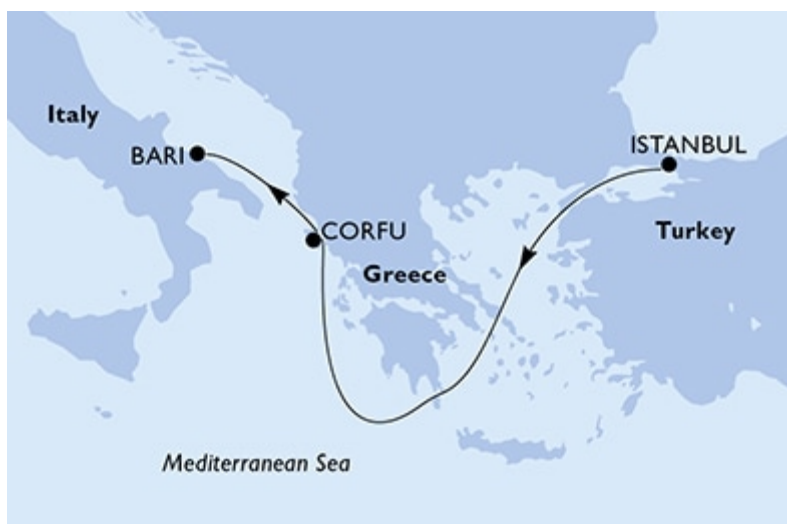 Italy
BARI
ISTANBUL
CORFU
Turkey
Greece
Mediterranean Sea